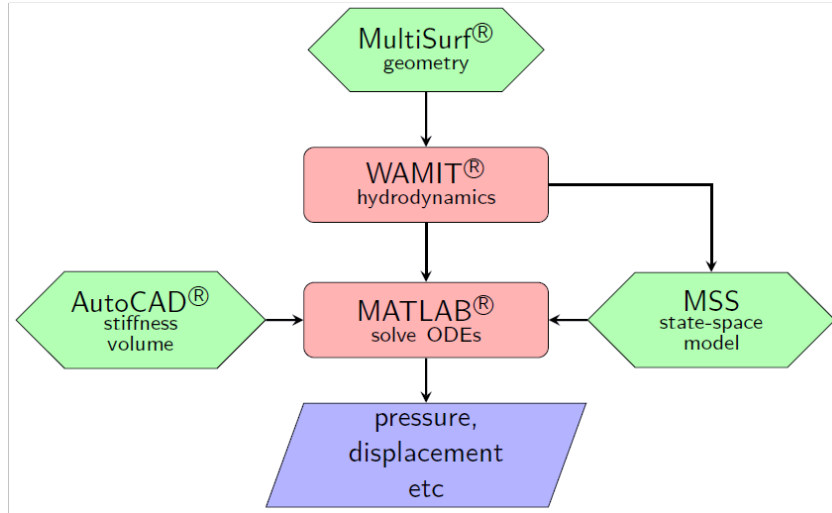 MultiSurf®
geometry
WAMIT®
hydrodynamics
AutoCAD®
stiffness
volume
MATLAB®
solve ODEs
MSS
state-space
model
pressure,
displacement
etc